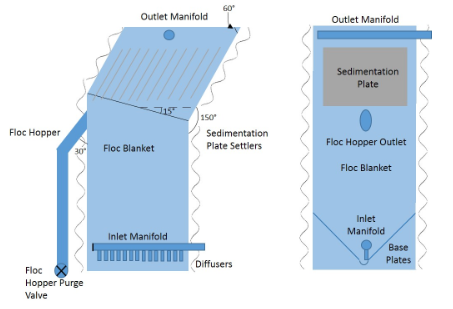 Outlet Manifold
60°
15°
150°
Floc Hopper
30°
Floc Blanket
Sedimentation
Plate Settlers
Inlet Manifold
Diffusers
Floc
Hopper Purge
Valve
Outlet Manifold
Sedimentation
Plate
Floc Hopper Outlet
Floc Blanket
Inlet
Manifold
Base
Plates